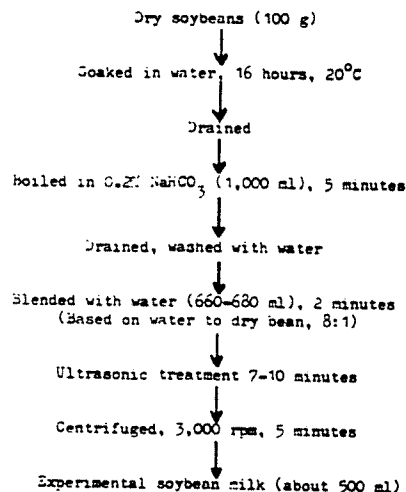 Dry soybeans (100 g)
Soaked in water, 16 hours, 20°C
Drained
Boiled in 0.2% NaHCO3 (1,000 ml), 5 minutes
Drained, washed with water
Blended with water (660-680 ml), 2 minutes
(Based on water to dry bean, 8:1)
Ultrasonic treatment 7-10 minutes
Centrifuged, 3,000 rpm, 5 minutes
Experimental soybean milk (about 500 ml)